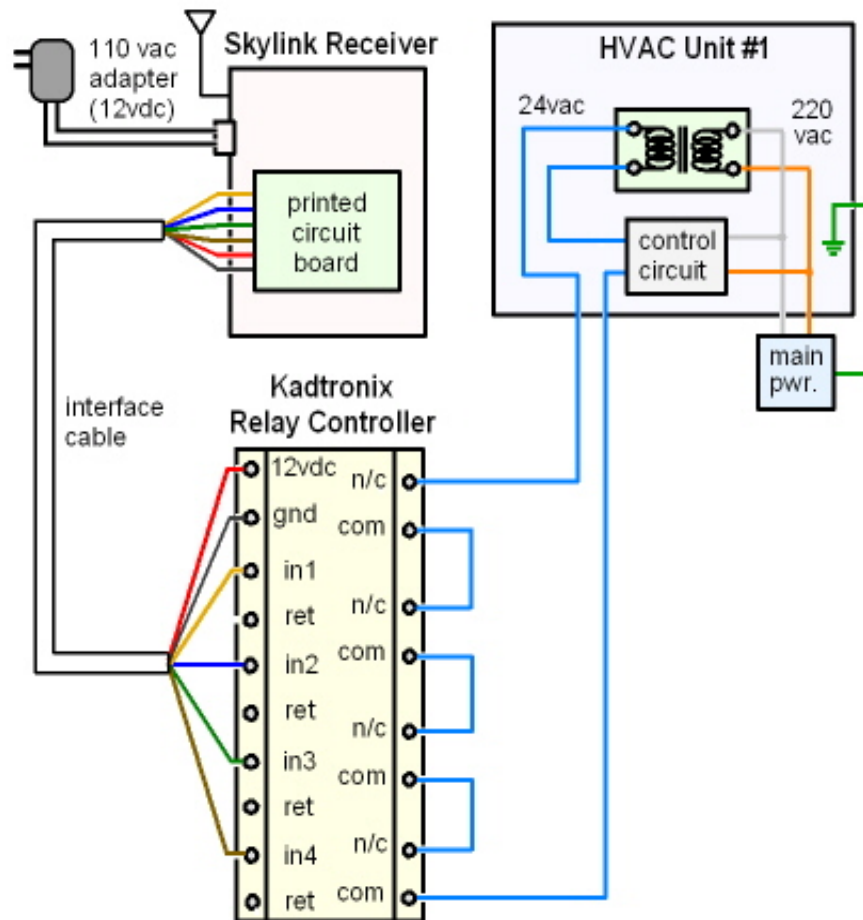 110 vac
adapter
(12vdc)
Skylink Receiver
printed
circuit
board
HVAC Unit #1
24vac
220
vac
control
circuit
main
pwr.
interface
cable
Kadtronix
Relay Controller
12vdc
n/c
gnd
com
in1
n/c
ret
com
in2
ret
n/c
in3
com
ret
n/c
in4
com
ret